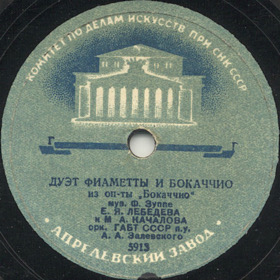 КОМИТЕТ ПО ДЕЛАМ ИСКУССТВ ПРИ СНК СССР
ДУЭТ ФИАМЕТТЫ И БОКАЧЧИО
из оп-ты „Бокаччио"
муз. Ф. Зуппе
Е. Я. ЛЕБЕДЕВА
и М. А. КАЧАЛОВА
орк. ГАБТ СССР п.у.
А. А. Залевского
5913
• АПРЕЛЕВСКИЙ ЗАВОД •